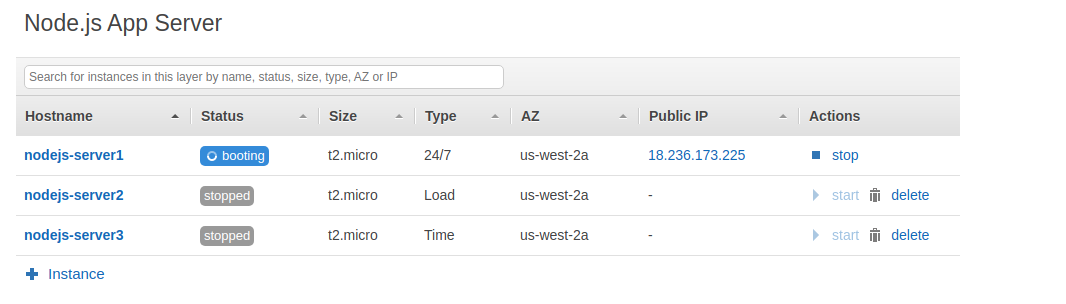 Node.js App Server
Search for instances in this layer by name, status, size, type, AZ or IP
Hostname Status Size Type AZ Public IP Actions
nodejs-server1 booting t2.micro 24/7 us-west-2a 18.236.173.225 stop
nodejs-server2 stopped t2.micro Load us-west-2a - start delete
nodejs-server3 stopped t2.micro Time us-west-2a - start delete
Instance